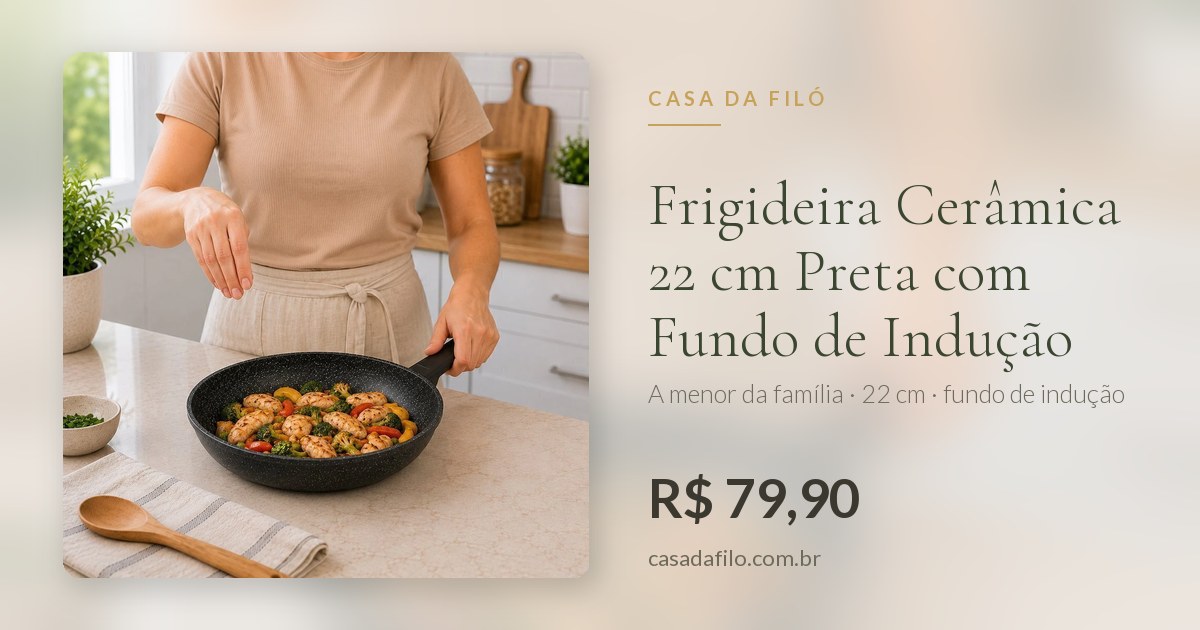 CASA DA FILÓ
Frigideira Cerâmica
22 cm Preta com
Fundo de Indução
A menor da família · 22 cm · fundo de indução
R$ 79,90
casadafilo.com.br